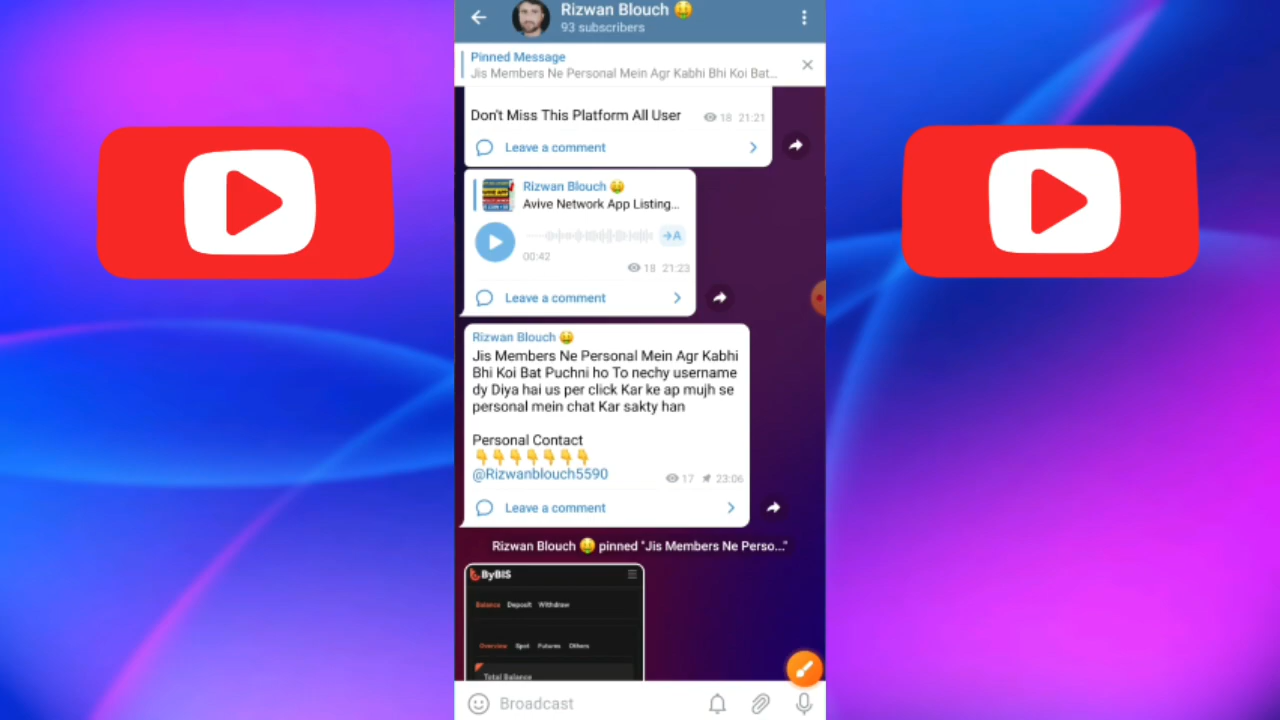 Rizwan Blouch 🤑
93 subscribers
Pinned Message
Jis Members Ne Personal Mein Agr Kabhi Bhi Koi Bat...
Don't Miss This Platform All User
18 21:21
Leave a comment
Rizwan Blouch 🤑
Avive Network App Listing...
→A
00:42
18 21:23
Leave a comment
Rizwan Blouch 🤑
Jis Members Ne Personal Mein Agr Kabhi
Bhi Koi Bat Puchni ho To nechy username
dy Diya hai us per click Kar ke ap mujh se
personal mein chat Kar sakty han
Personal Contact
👇👇👇👇👇👇👇
@Rizwanblouch5590
17 23:06
Leave a comment
Rizwan Blouch 🤑 pinned "Jis Members Ne Perso..."
ByBIS
Balance Deposit Withdraw
Overview Spot Futures Others
Total Balance
Broadcast